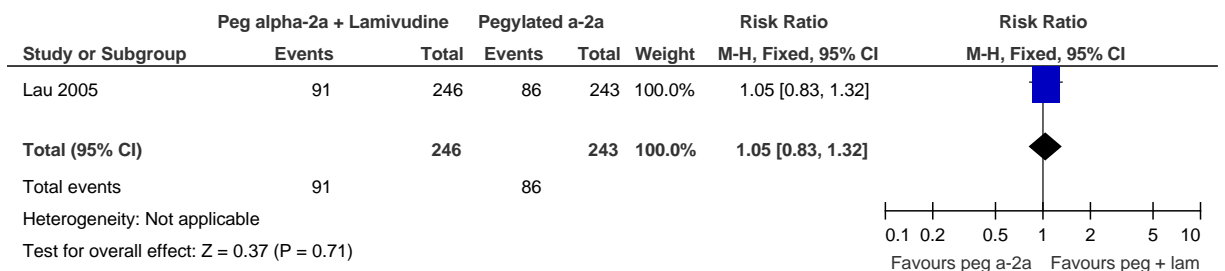 Peg alpha-2a + Lamivudine Pegylated a-2a Risk Ratio Risk Ratio
Study or Subgroup Events Total Events Total Weight M-H, Fixed, 95% CI M-H, Fixed, 95% CI
Lau 2005 91 246 86 243 100.0% 1.05 [0.83, 1.32]
Total (95% CI) 246 243 100.0% 1.05 [0.83, 1.32]
Total events 91 86
Heterogeneity: Not applicable
Test for overall effect: Z = 0.37 (P = 0.71)
0.1 0.2 0.5 1 2 5 10
Favours peg a-2a Favours peg + lam